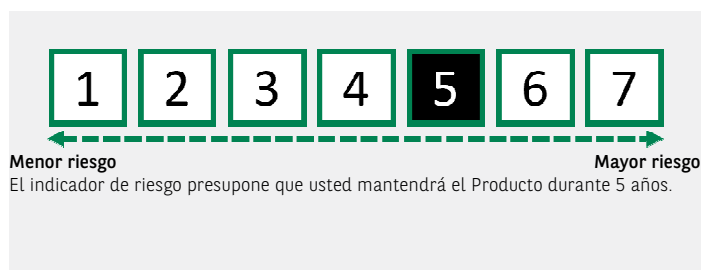 1 2 3 4 5 6 7
Menor riesgo Mayor riesgo
El indicador de riesgo presupone que usted mantendrá el Producto durante 5 años.